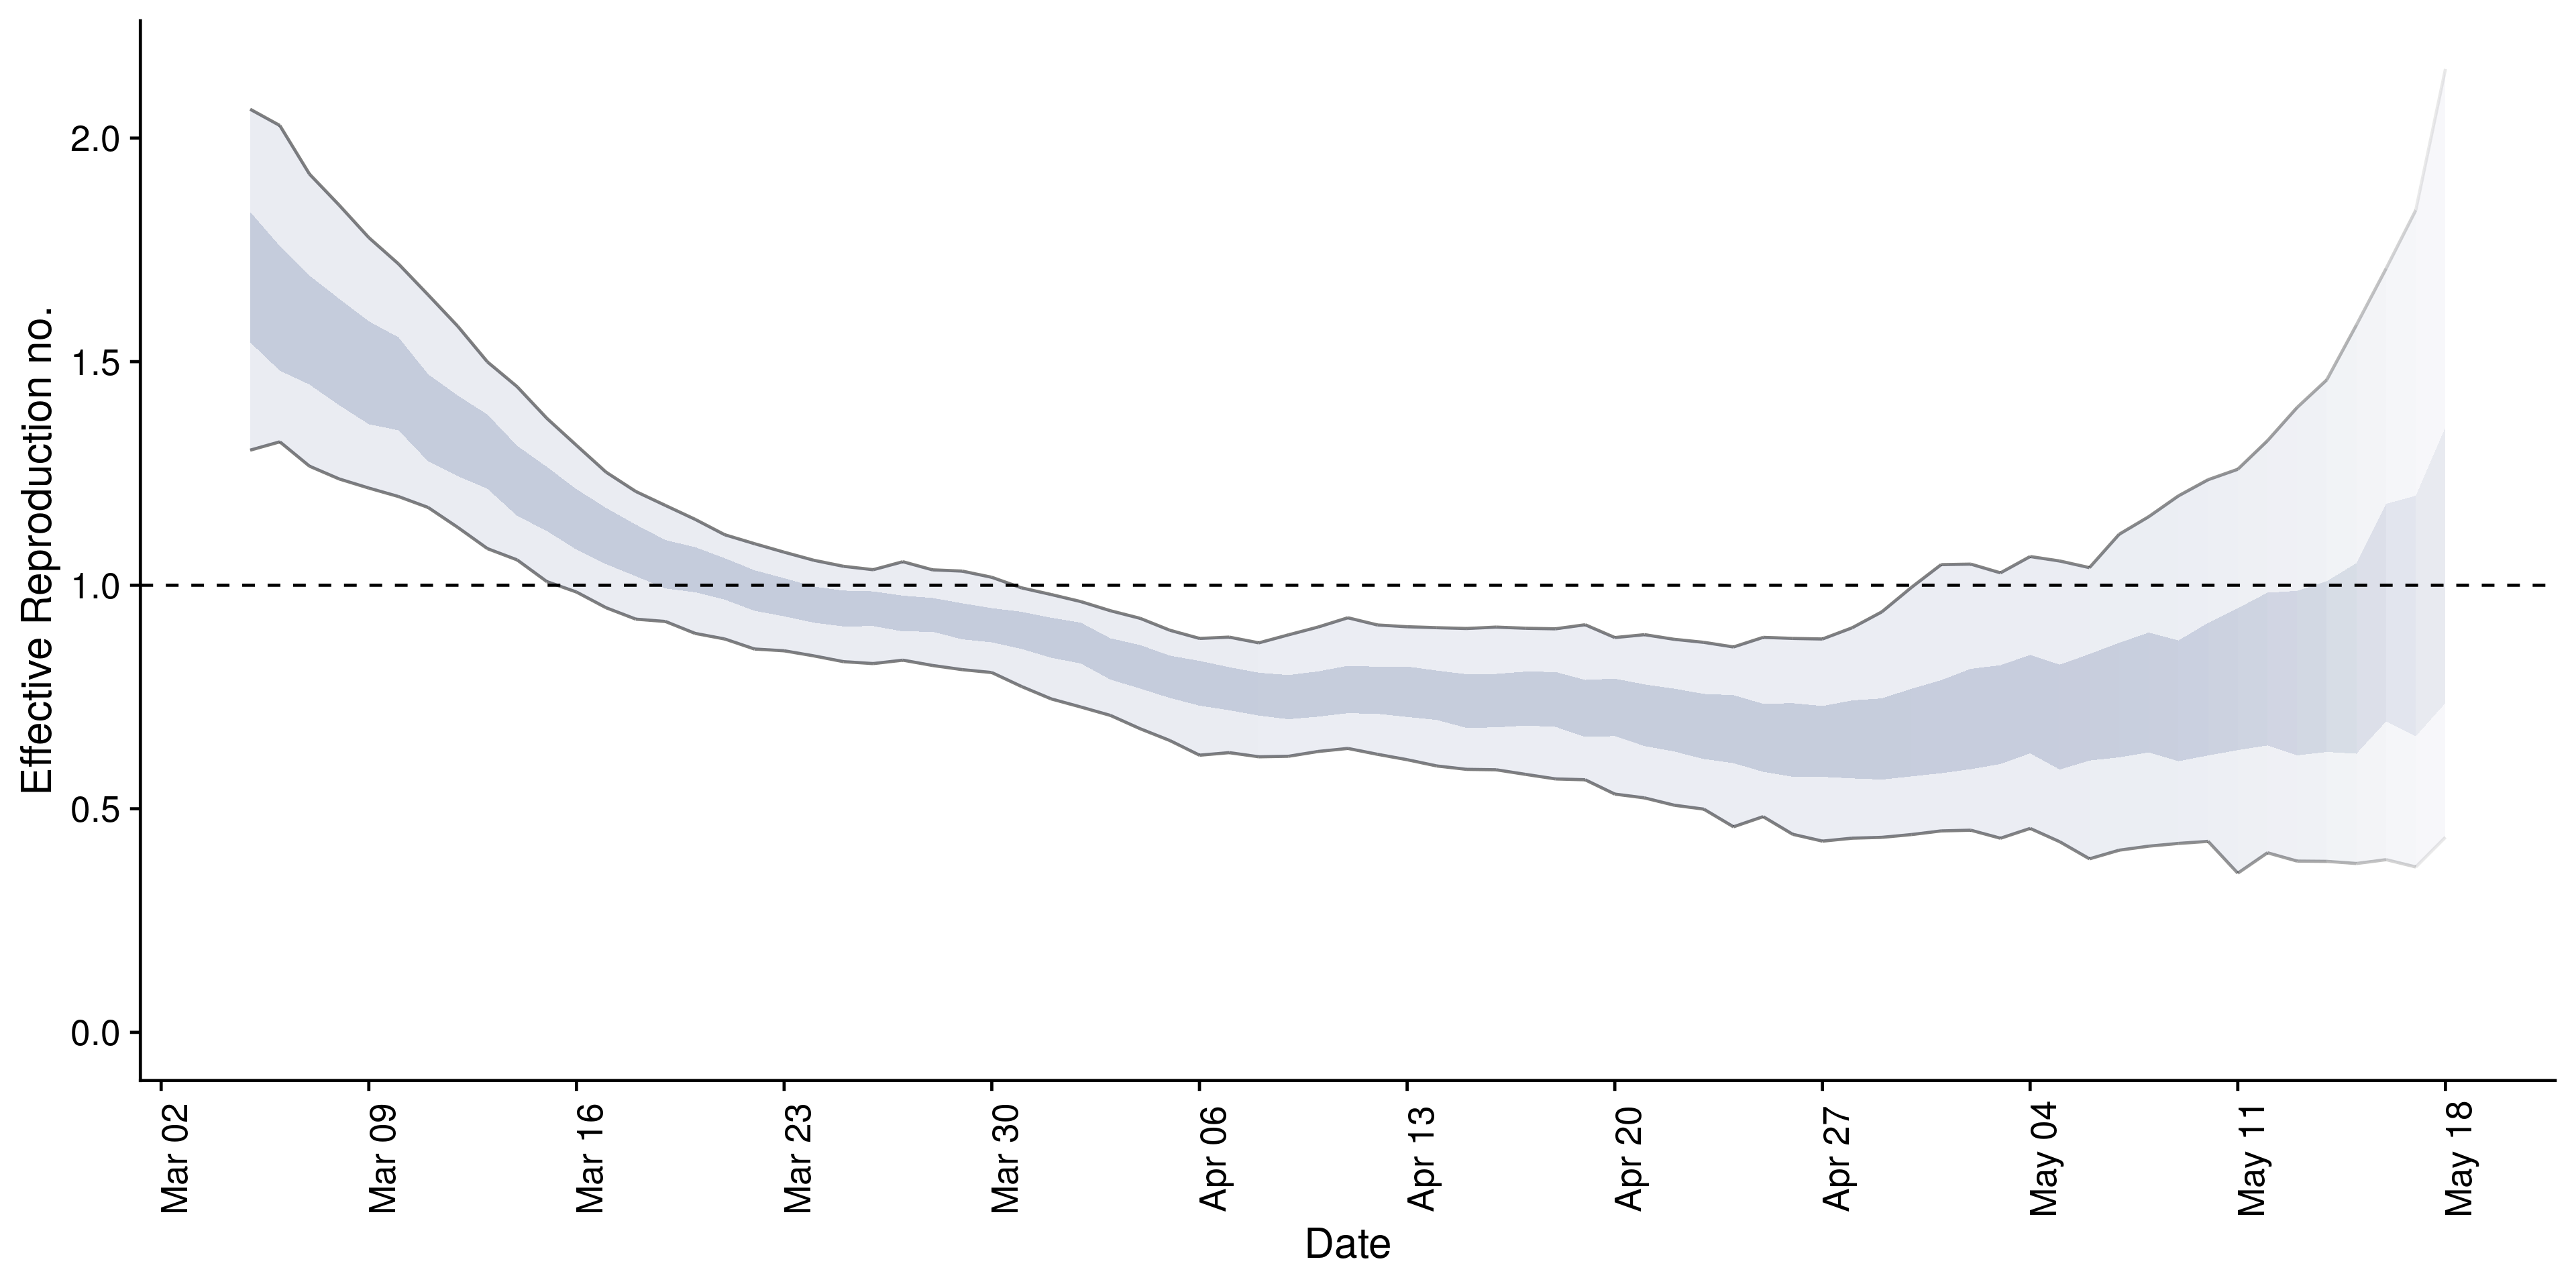 Effective Reproduction no.
2.0
1.5
1.0
0.5
0.0
Mar 02
Mar 09
Mar 16
Mar 23
Mar 30
Apr 06
Apr 13
Apr 20
Apr 27
May 04
May 11
May 18
Date